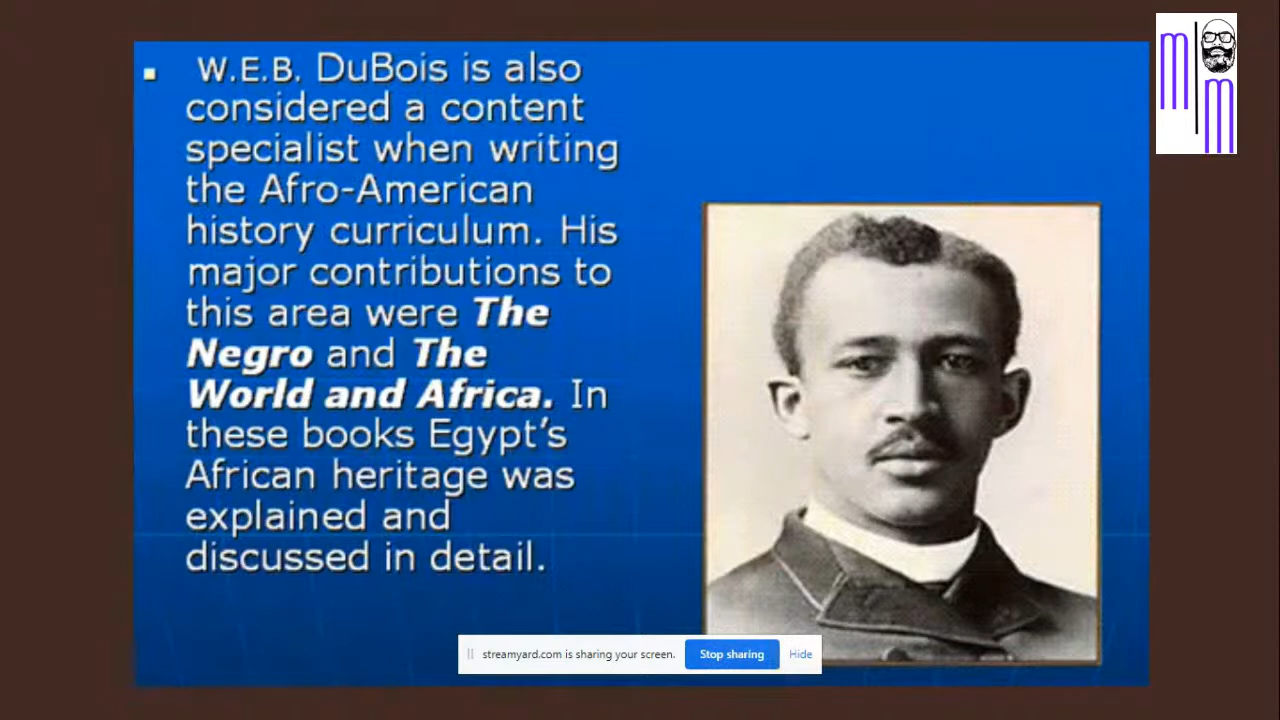 W.E.B. DuBois is also
considered a content
specialist when writing
the Afro-American
history curriculum. His
major contributions to
this area were The
Negro and The
World and Africa. In
these books Egypt’s
African heritage was
explained and
discussed in detail.
streamyard.com is sharing your screen. Stop sharing Hide
m m